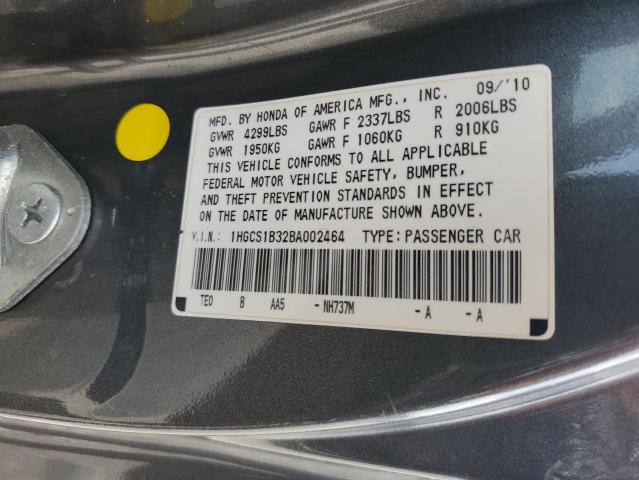 MFD. BY HONDA OF AMERICA MFG., INC. 09/'10
GVWR 4299LBS GAWR F 2337LBS R 2006LBS
GVWR 1950KG GAWR F 1060KG R 910KG
THIS VEHICLE CONFORMS TO ALL APPLICABLE
FEDERAL MOTOR VEHICLE SAFETY, BUMPER,
AND THEFT PREVENTION STANDARDS IN EFFECT
ON THE DATE OF MANUFACTURE SHOWN ABOVE.
V.I.N.: 1HGCS1B32BA002464 TYPE: PASSENGER CAR
TE0 B AA5 -NH737M -A -A